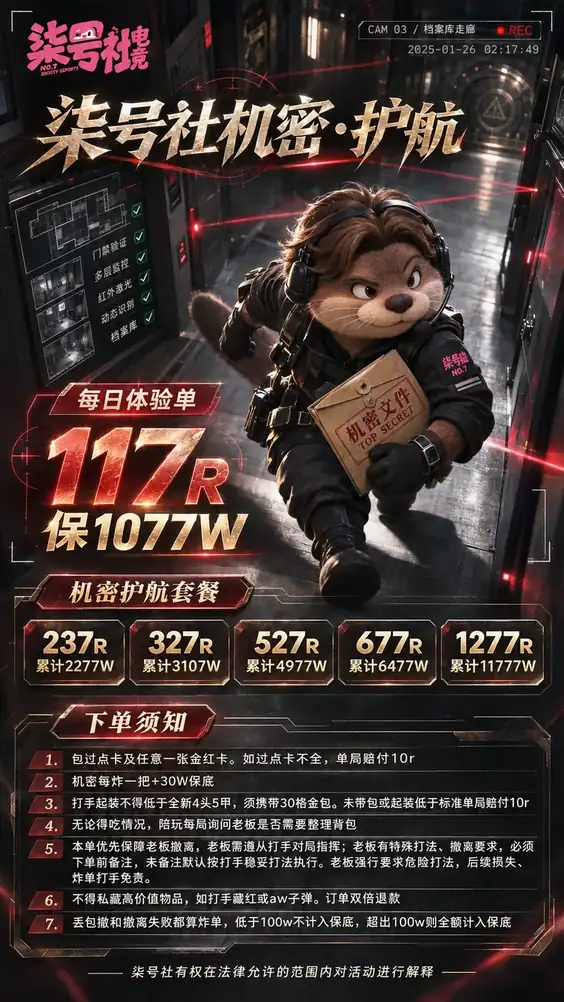 柒号社电竞
NO.7
SOCIETY ESPORTS
CAM 03 / 档案库走廊 REC
2025-01-26 02:17:49
柒号社机密·护航
门禁验证
多层监控
红外激光
动态识别
档案库
柒号社
NO.7
机密文件
TOP SECRET
每日体验单
117R
保1077W
机密护航套餐
237R
累计2277W
327R
累计3107W
527R
累计4977W
677R
累计6477W
1277R
累计11777W
下单须知
1. 包过点卡及任意一张金红卡。如过点卡不全，单局赔付10r
2. 机密每炸一把+30W保底
3. 打手起装不得低于全新4头5甲，须携带30格金包。未带包或起装低于标准单局赔付10r
4. 无论得吃情况，陪玩每局询问老板是否需要整理背包
5. 本单优先保障老板撤离，老板需遵从打手对局指挥；老板有特殊打法、撤离要求，必须
下单前备注，未备注默认按打手稳妥打法执行。老板强行要求危险打法，后续损失、
炸单打手免责。
6. 不得私藏高价值物品，如打手藏红或aw子弹。订单双倍退款
7. 丢包撤和撤离失败都算炸单，低于100w不计入保底，超出100w则全额计入保底
柒号社有权在法律允许的范围内对活动进行解释